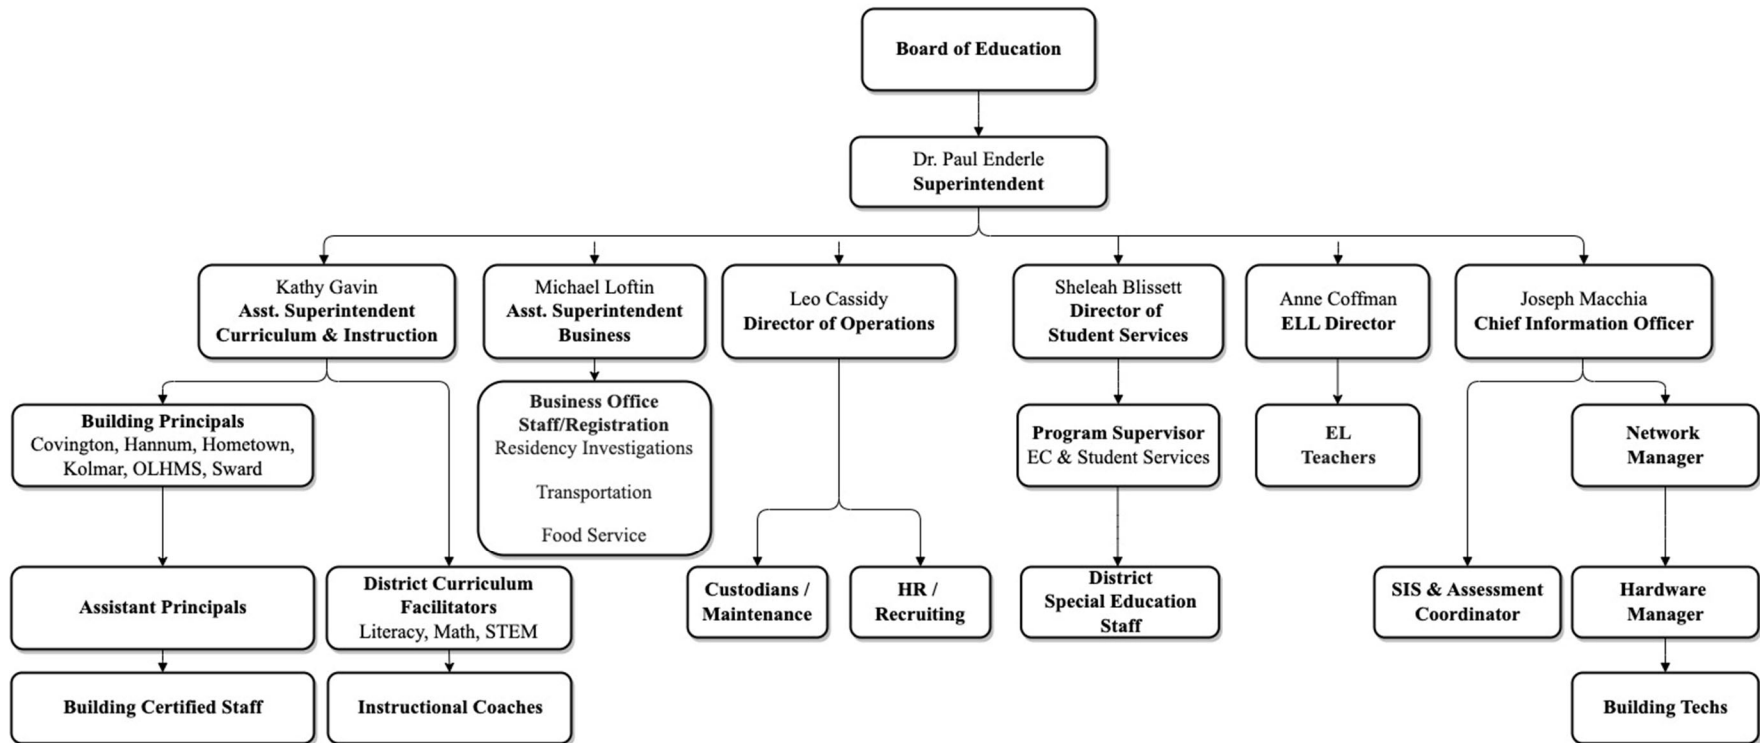 Board of Education
Dr. Paul Enderle
Superintendent
Kathy Gavin
Asst. Superintendent
Curriculum & Instruction
Michael Loftin
Asst. Superintendent
Business
Leo Cassidy
Director of Operations
Sheleah Blissett
Director of
Student Services
Anne Coffman
ELL Director
Joseph Macchia
Chief Information Officer
Building Principals
Covington, Hannum, Hometown,
Kolmar, OLHMS, Sward
Business Office
Staff/Registration
Residency Investigations
Transportation
Food Service
Program Supervisor
EC & Student Services
EL
Teachers
Network
Manager
Assistant Principals
District Curriculum
Facilitators
Literacy, Math, STEM
Custodians /
Maintenance
HR /
Recruiting
District
Special Education
Staff
SIS & Assessment
Coordinator
Hardware
Manager
Building Certified Staff
Instructional Coaches
Building Techs